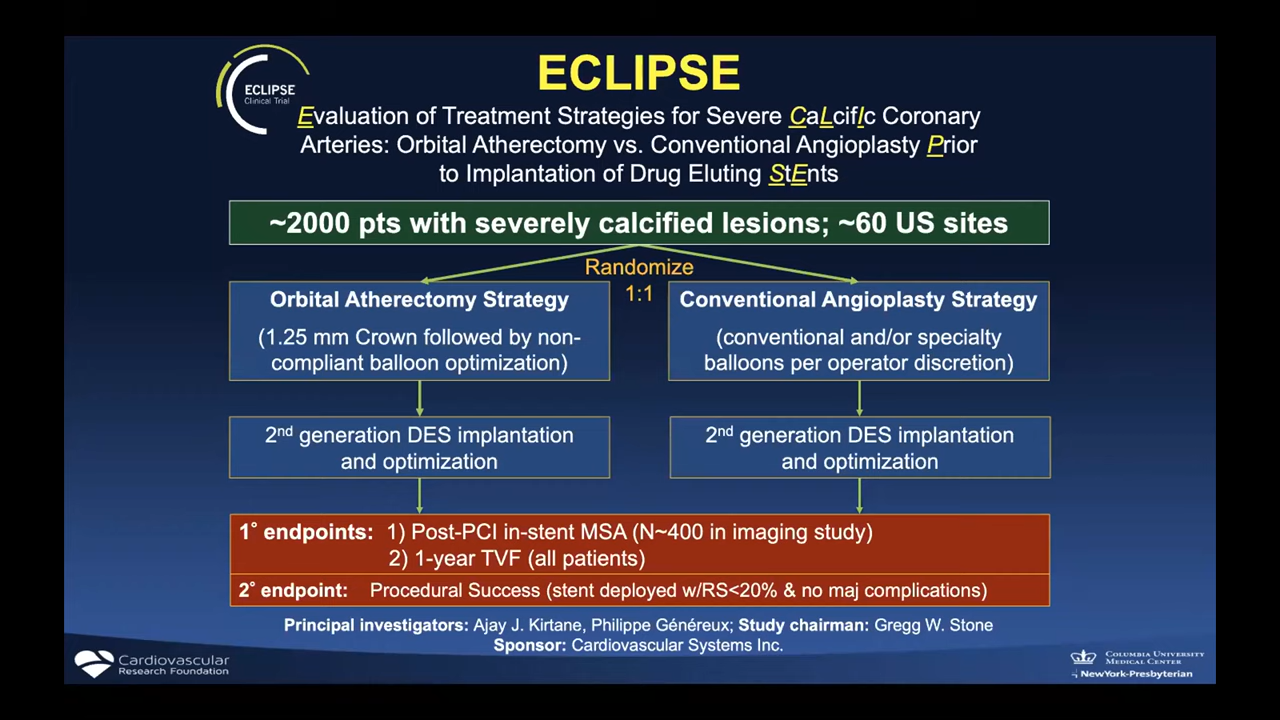 ECLIPSE
Clinical Trial
ECLIPSE
Evaluation of Treatment Strategies for Severe CaLcifIc Coronary
Arteries: Orbital Atherectomy vs. Conventional Angioplasty Prior
to Implantation of Drug Eluting StEnts
~2000 pts with severely calcified lesions; ~60 US sites
Randomize
1:1
Orbital Atherectomy Strategy
(1.25 mm Crown followed by non-
compliant balloon optimization)
Conventional Angioplasty Strategy
(conventional and/or specialty
balloons per operator discretion)
2nd generation DES implantation
and optimization
2nd generation DES implantation
and optimization
1° endpoints: 1) Post-PCI in-stent MSA (N~400 in imaging study)
2) 1-year TVF (all patients)
2° endpoint: Procedural Success (stent deployed w/RS<20% & no maj complications)
Principal investigators: Ajay J. Kirtane, Philippe Généreux; Study chairman: Gregg W. Stone
Sponsor: Cardiovascular Systems Inc.
Cardiovascular
Research Foundation
COLUMBIA UNIVERSITY
MEDICAL CENTER
NewYork-Presbyterian